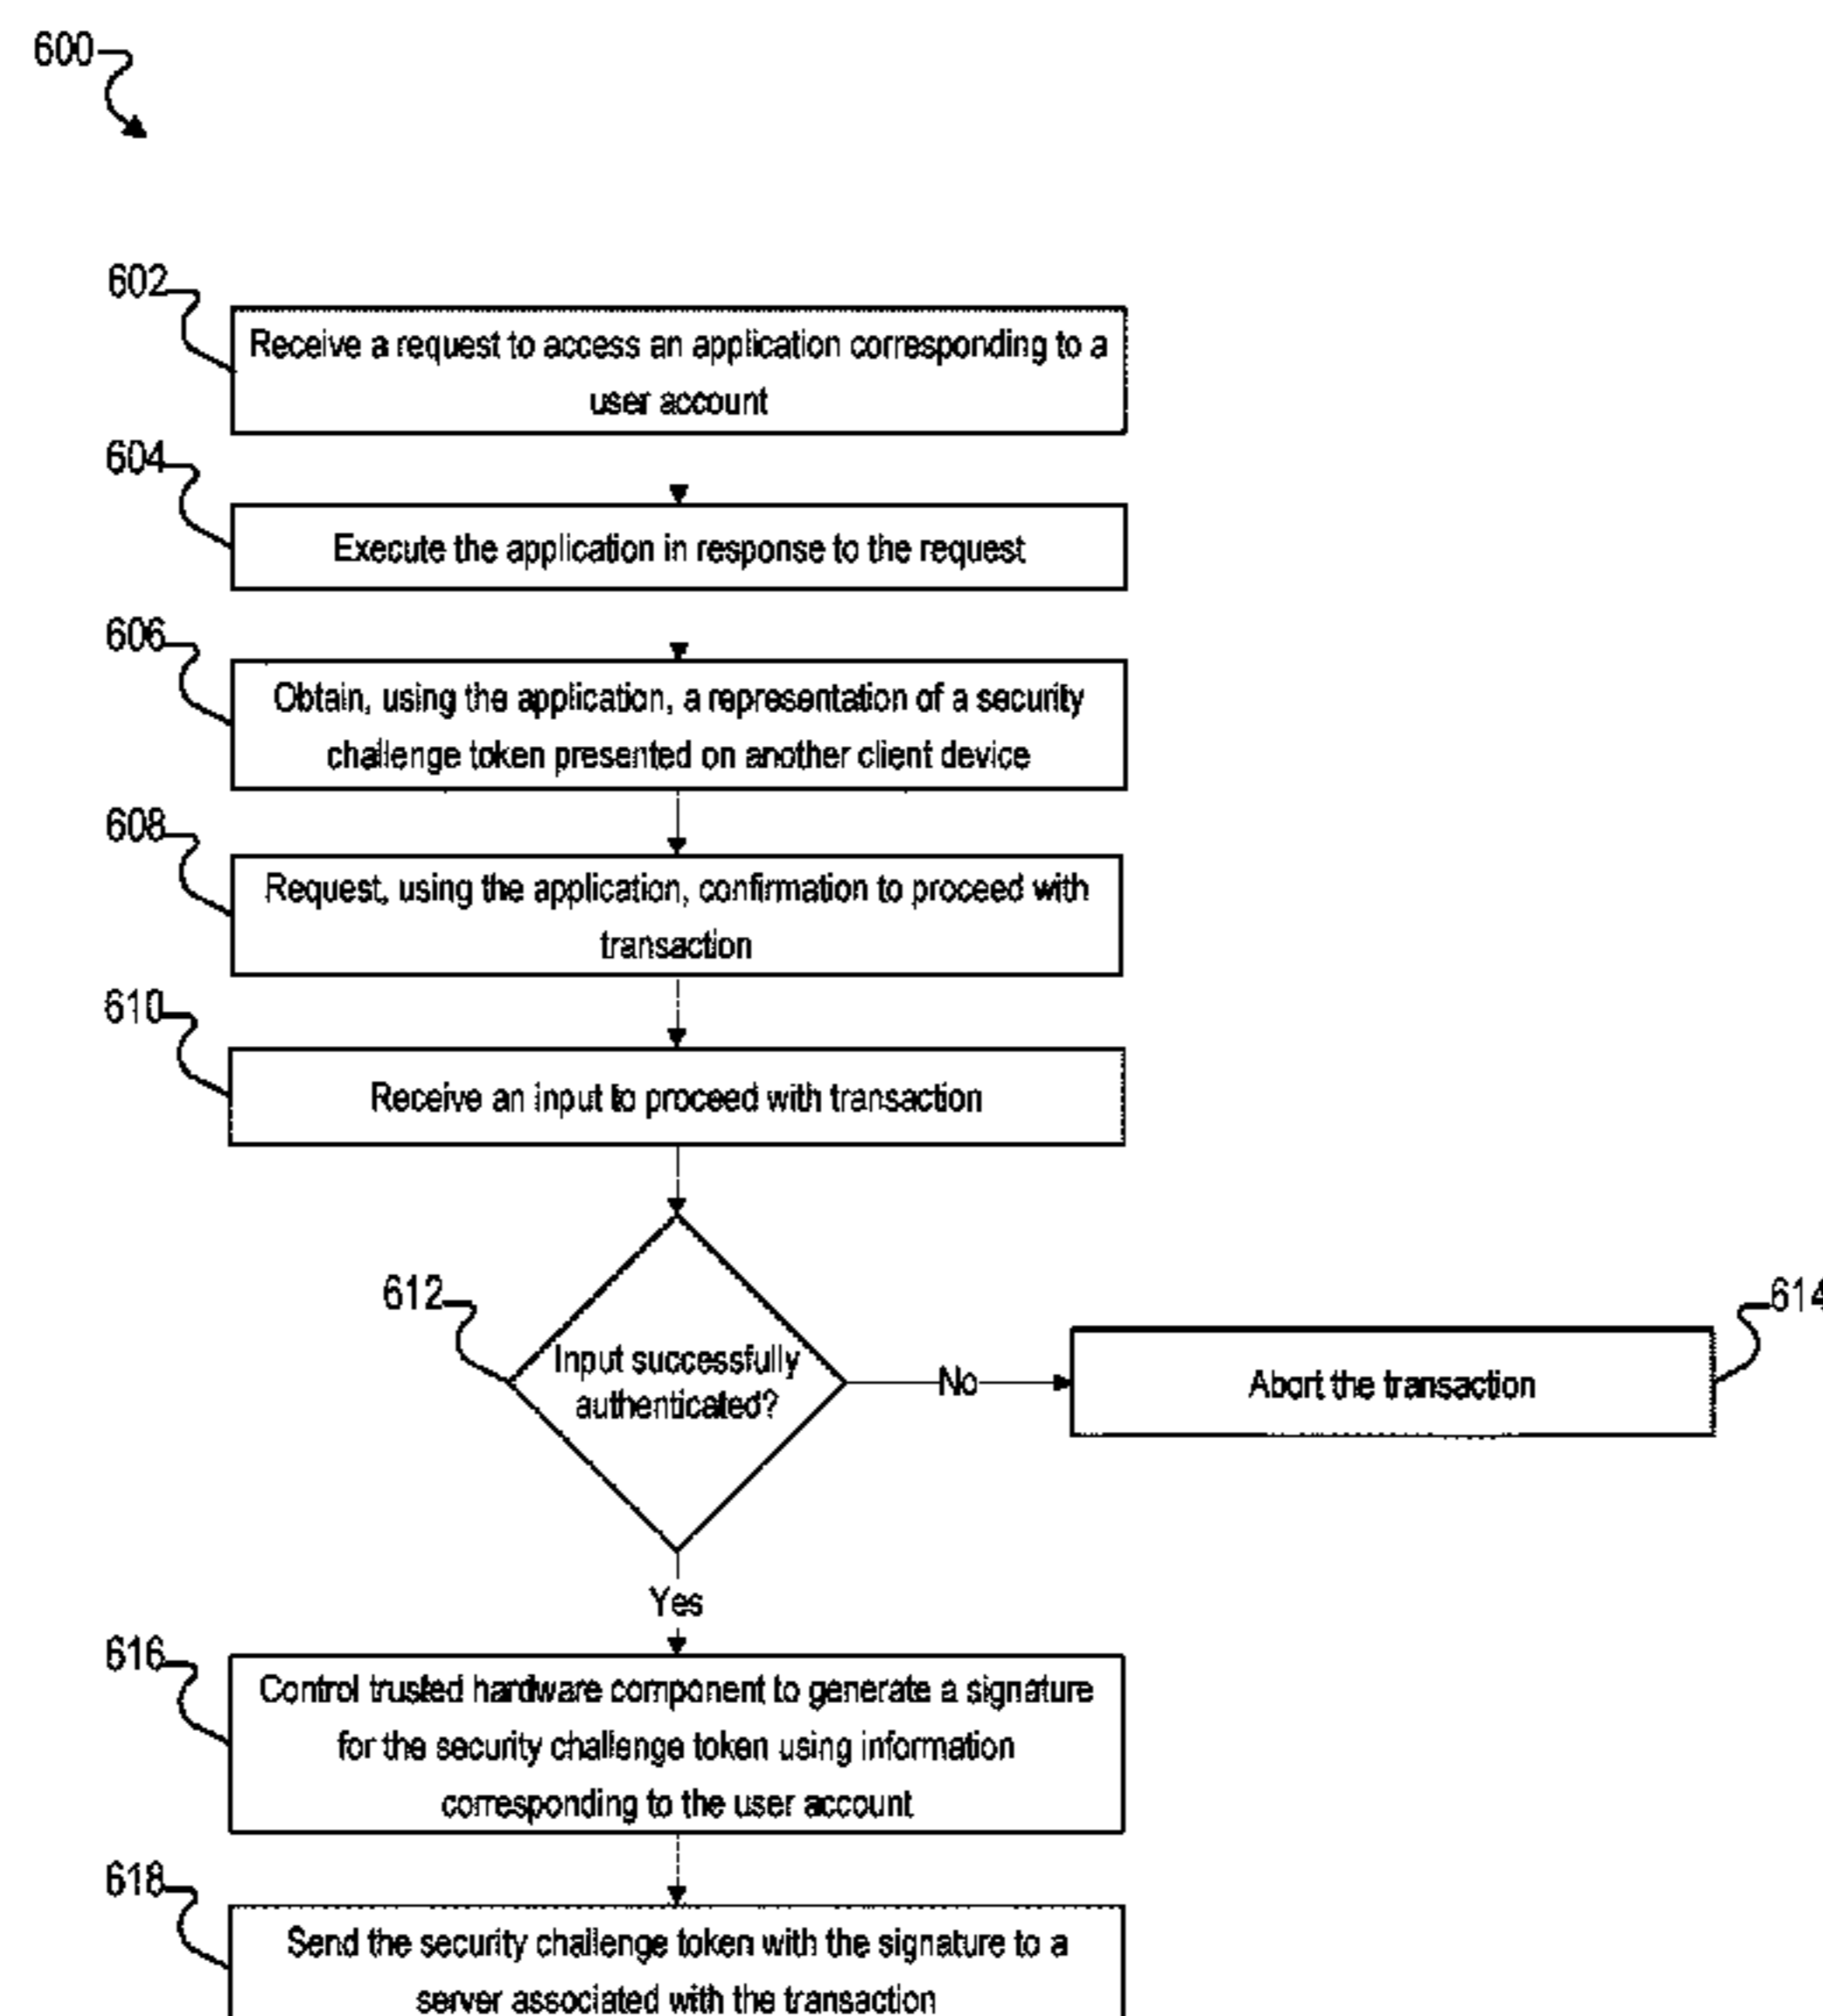 600
602
Receive a request to access an application corresponding to a
user account
604
Execute the application in response to the request
606
Obtain, using the application, a representation of a security
challenge token presented on another client device
608
Request, using the application, confirmation to proceed with
transaction
610
Receive an input to proceed with transaction
612
Input successfully
authenticated?
No
614
Abort the transaction
Yes
616
Control trusted hardware component to generate a signature
for the security challenge token using information
corresponding to the user account
618
Send the security challenge token with the signature to a
server associated with the transaction